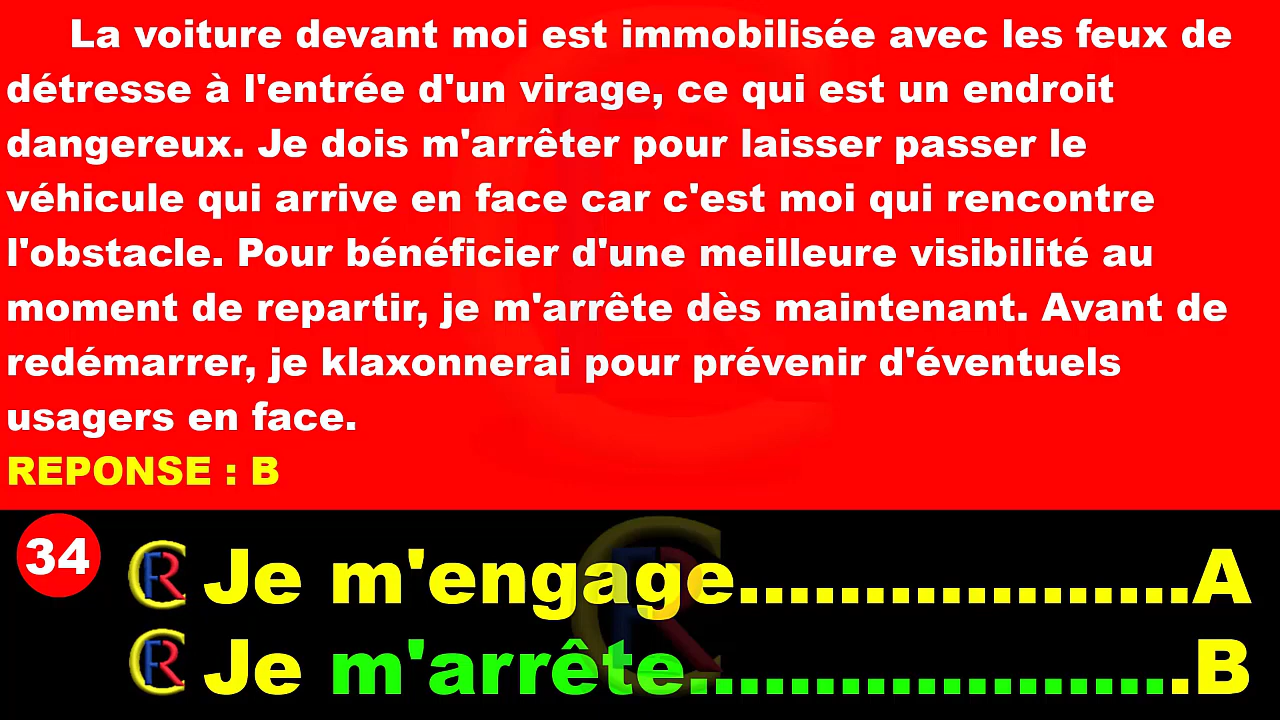 La voiture devant moi est immobilisée avec les feux de
détresse à l'entrée d'un virage, ce qui est un endroit
dangereux. Je dois m'arrêter pour laisser passer le
véhicule qui arrive en face car c'est moi qui rencontre
l'obstacle. Pour bénéficier d'une meilleure visibilité au
moment de repartir, je m'arrête dès maintenant. Avant de
redémarrer, je klaxonnerai pour prévenir d'éventuels
usagers en face.
REPONSE : B
34
CFR Je m'engage..................A
CFR Je m'arrête....................B